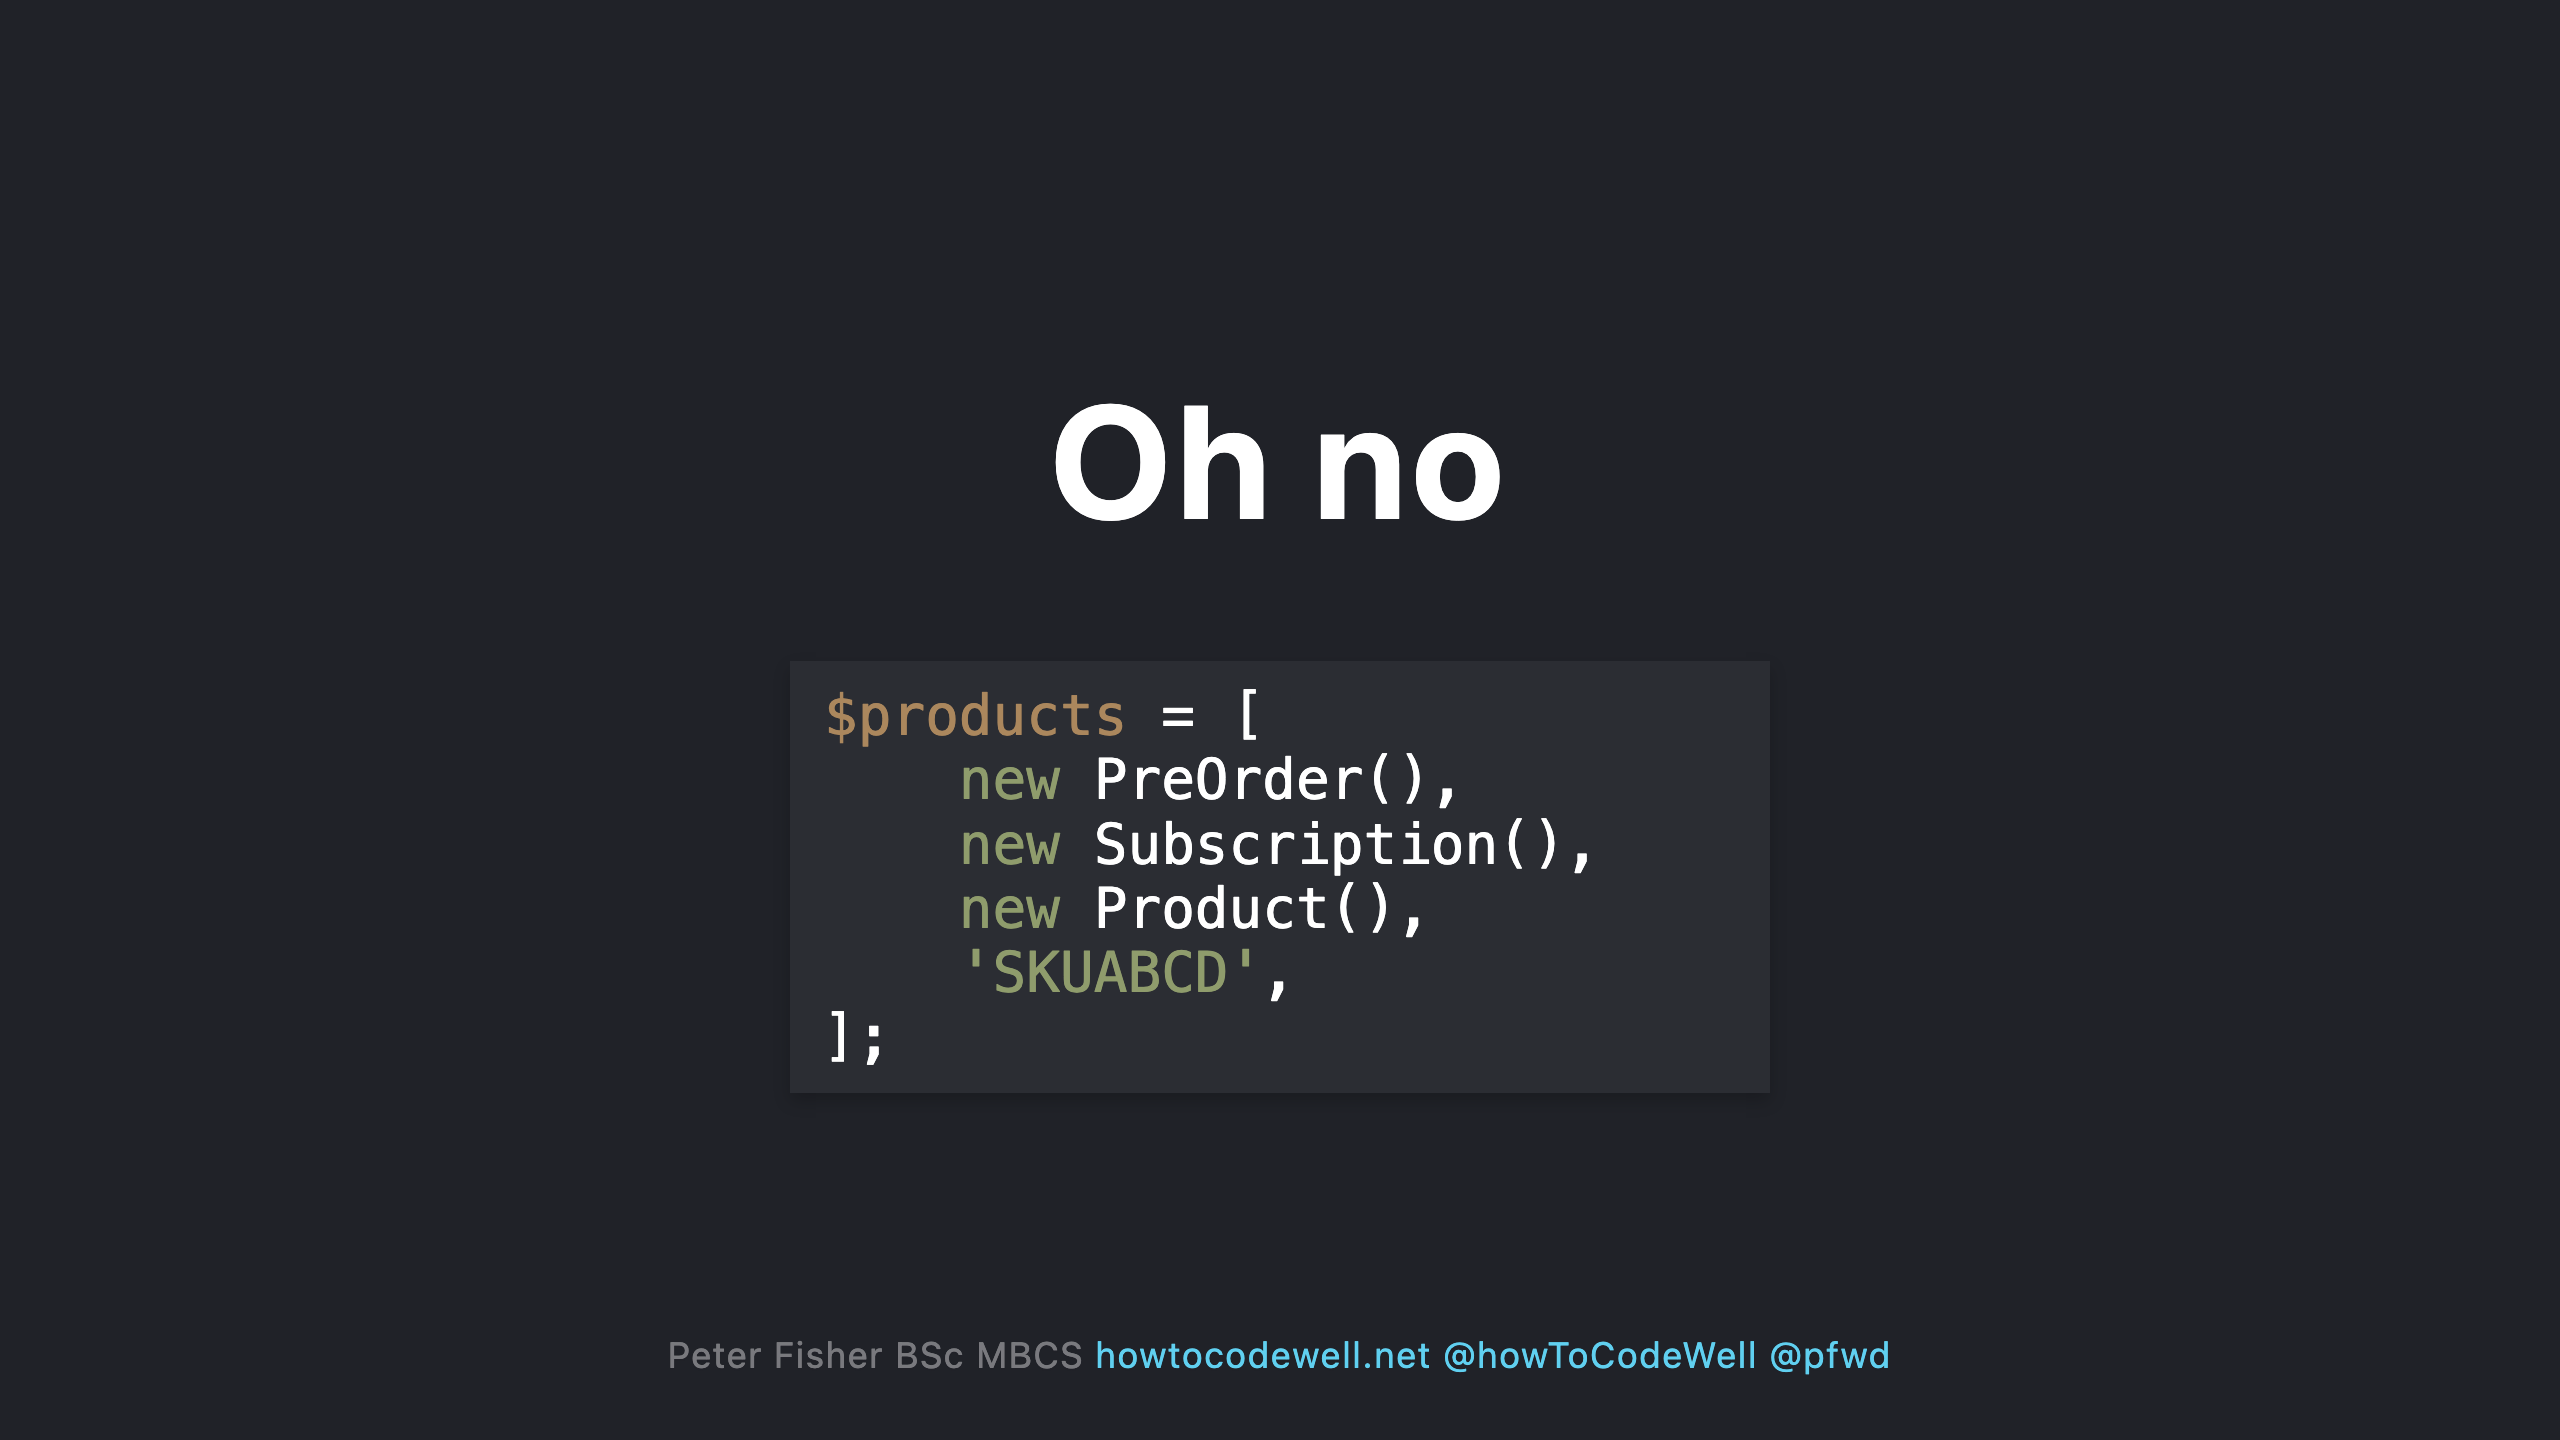 Oh no
$products = [
    new PreOrder(),
    new Subscription(),
    new Product(),
    'SKUABCD',
];
Peter Fisher BSc MBCS howtocodewell.net @howToCodeWell @pfwd